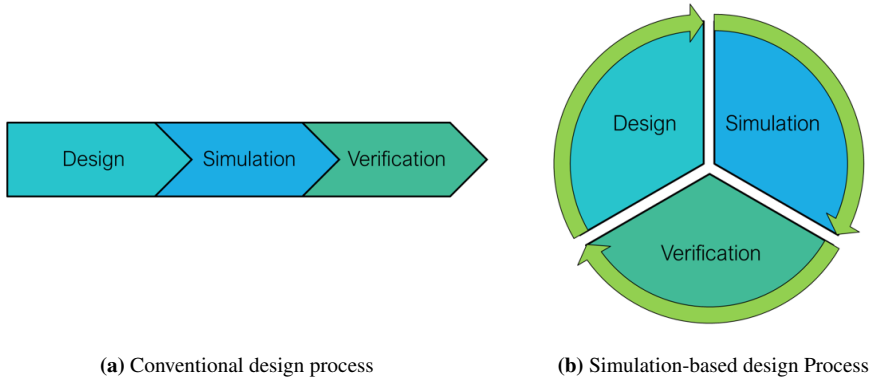 Design
Simulation
Verification
Design
Simulation
Verification
(a) Conventional design process
(b) Simulation-based design Process